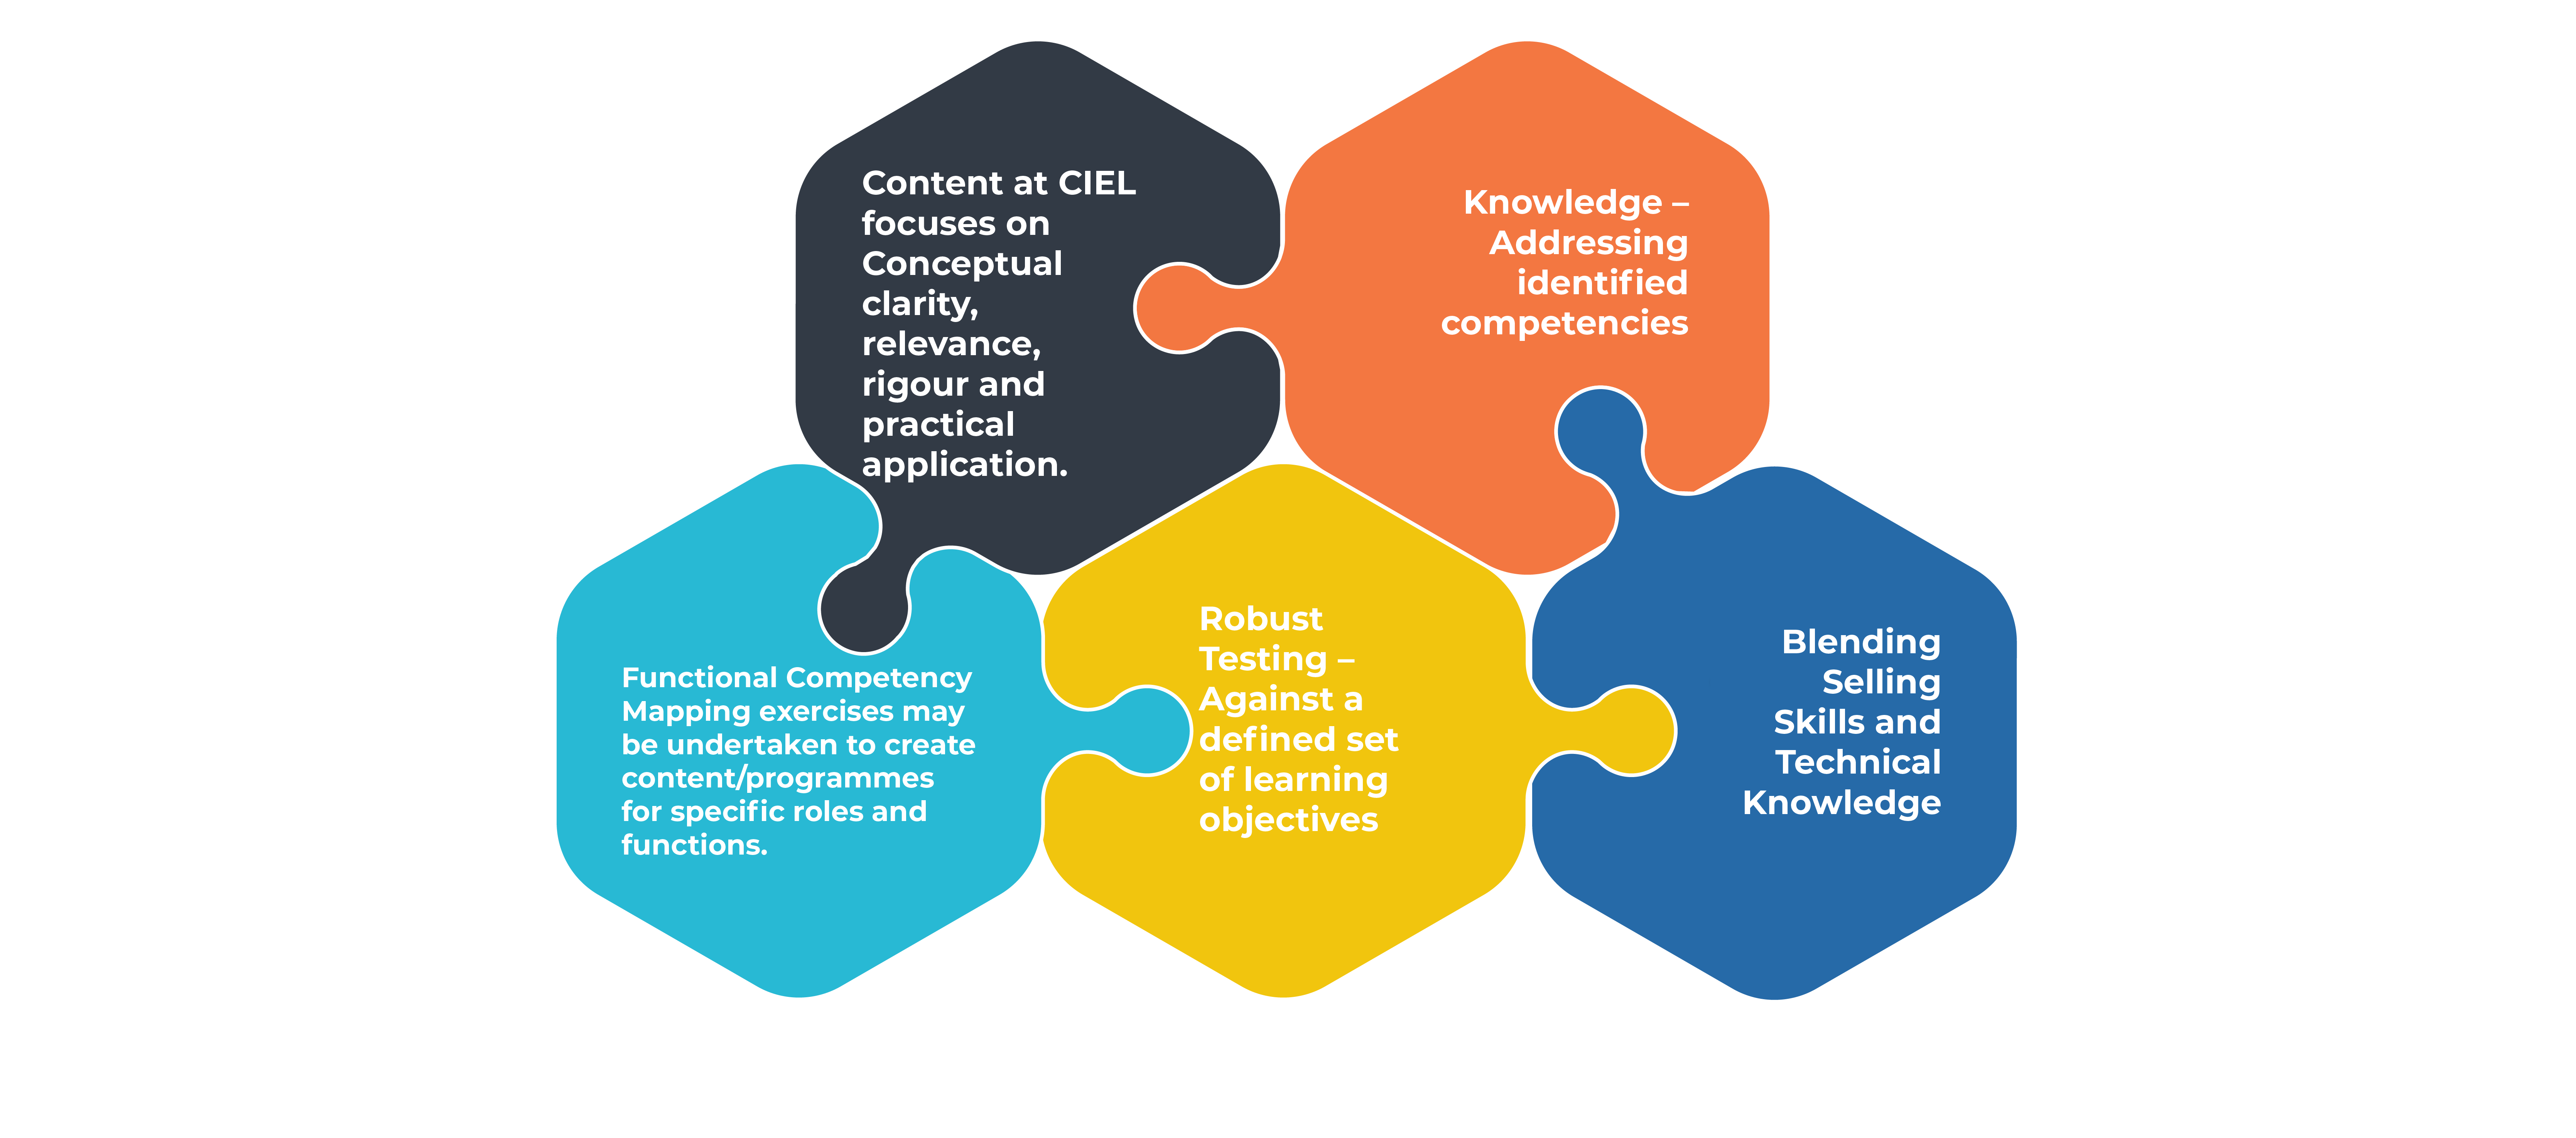 Content at CIEL
focuses on
Conceptual
clarity,
relevance,
rigour and
practical
application.
Knowledge –
Addressing
identified
competencies
Functional Competency
Mapping exercises may
be undertaken to create
content/programmes
for specific roles and
functions.
Robust
Testing –
Against a
defined set
of learning
objectives
Blending
Selling
Skills and
Technical
Knowledge